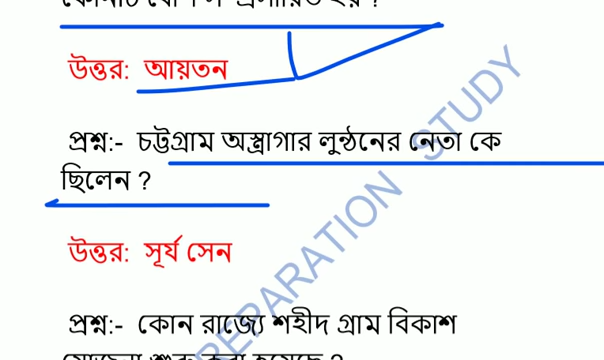 উত্তর: আয়তন
প্রশ্ন:- চট্টগ্রাম অস্ত্রাগার লুন্ঠনের নেতা কে
ছিলেন ?
উত্তর: সূর্য সেন
প্রশ্ন:- কোন রাজ্যে শহীদ গ্রাম বিকাশ
PREPARATION STUDY